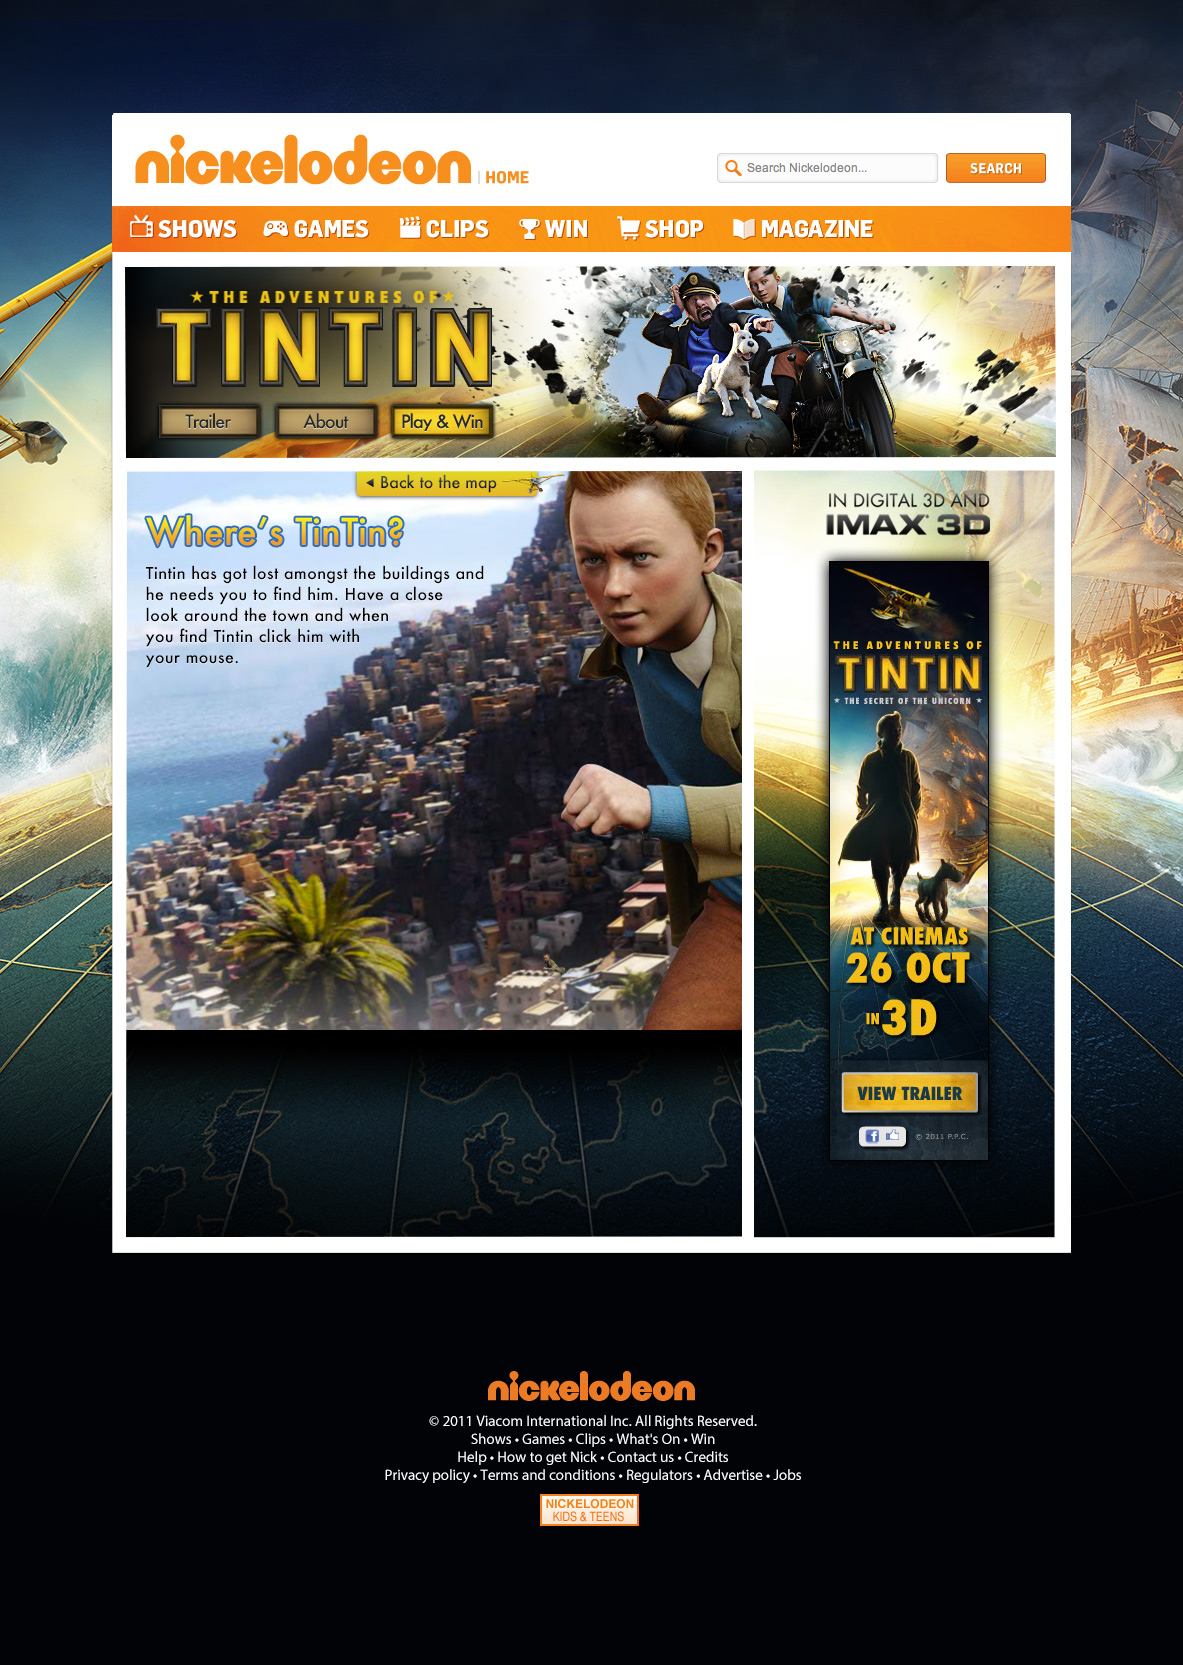 nickelodeon | HOME
Search Nickelodeon...
SEARCH
SHOWS GAMES CLIPS WIN SHOP MAGAZINE
★THE ADVENTURES OF★
TINTIN
Trailer About Play & Win
◄ Back to the map
Where's TinTin?
Tintin has got lost amongst the buildings and
he needs you to find him. Have a close
look around the town and when
you find Tintin click him with
your mouse.
IN DIGITAL 3D AND
IMAX 3D
THE ADVENTURES OF
TINTIN
★ THE SECRET OF THE UNICORN ★
AT CINEMAS
26 OCT
IN 3D
VIEW TRAILER
© 2011 P.P.C.
nickelodeon
© 2011 Viacom International Inc. All Rights Reserved.
Shows • Games • Clips • What's On • Win
Help • How to get Nick • Contact us • Credits
Privacy policy • Terms and conditions • Regulators • Advertise • Jobs
NICKELODEON
KIDS & TEENS